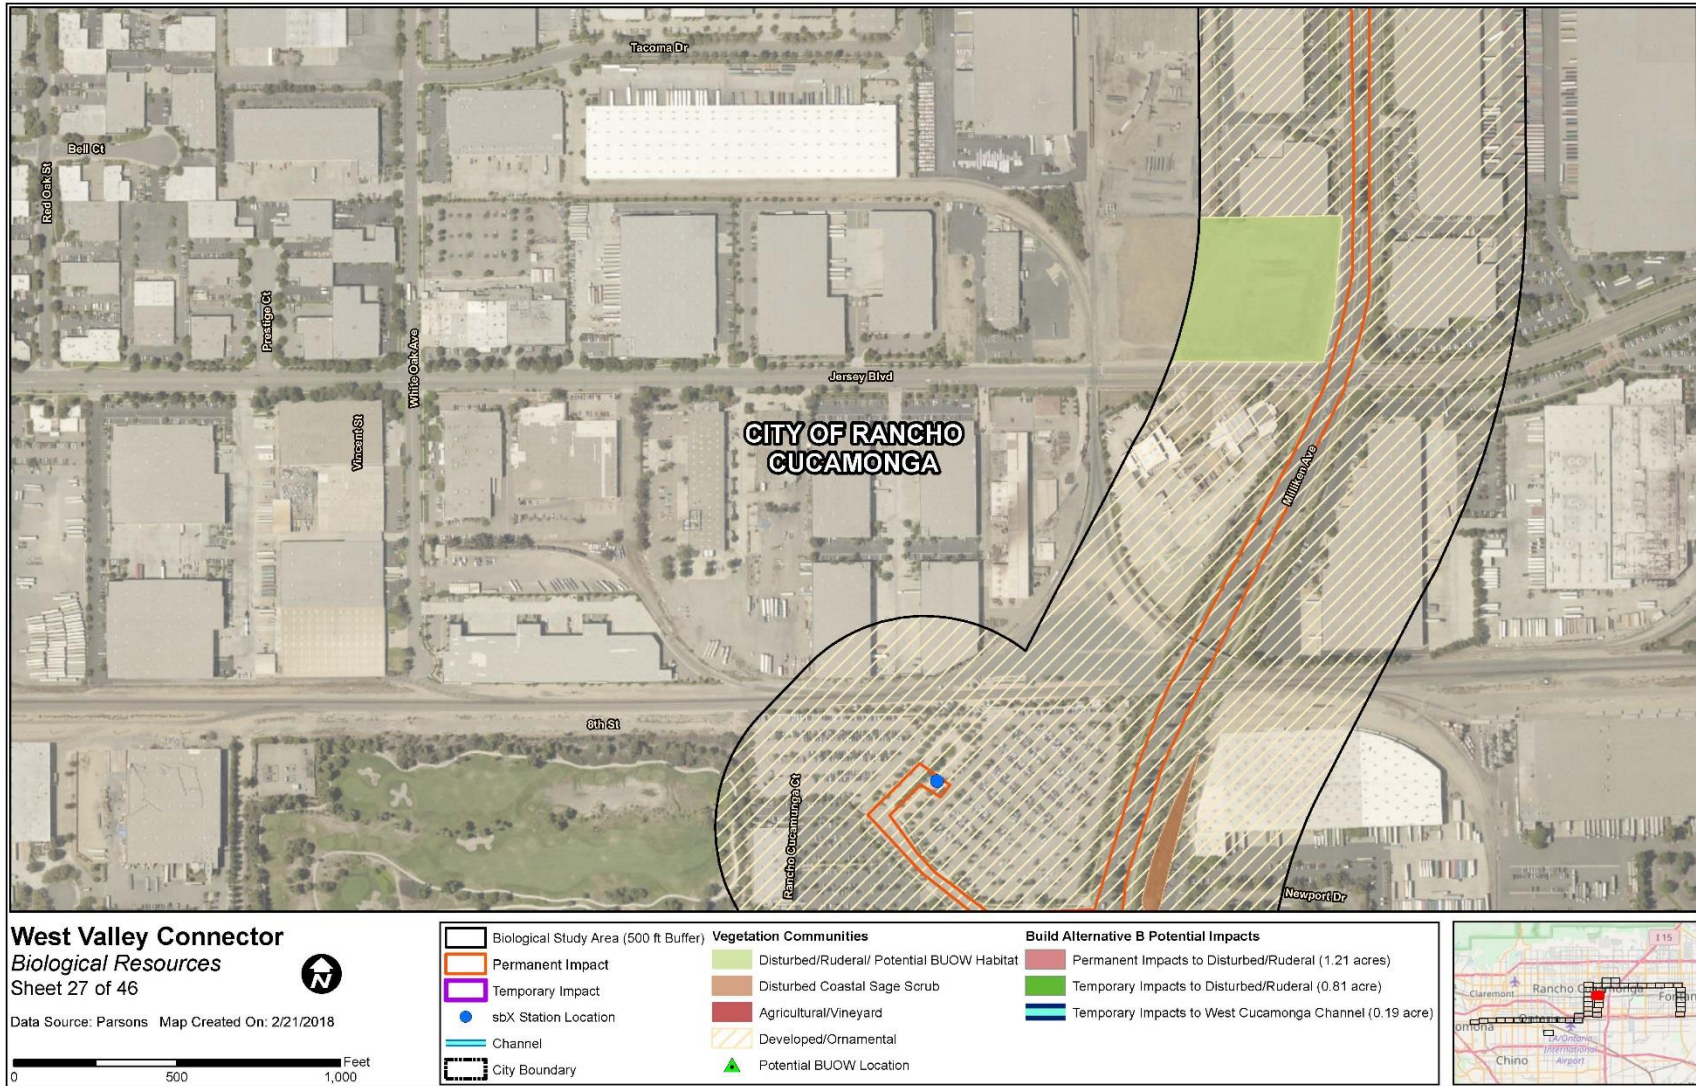 Tacoma Dr
Bell Ct
Red Oak St
Prestige Ct
White Oak Ave
Jersey Blvd
Vincent St
CITY OF RANCHO
CUCAMONGA
Milliken Ave
8th St
Rancho Cucamunga Ct
Newport Dr
West Valley Connector
Biological Resources
Sheet 27 of 46
N
Data Source: Parsons Map Created On: 2/21/2018
Feet
0 500 1,000
Biological Study Area (500 ft Buffer)
Permanent Impact
Temporary Impact
sbX Station Location
Channel
City Boundary
Vegetation Communities
Disturbed/Ruderal/ Potential BUOW Habitat
Disturbed Coastal Sage Scrub
Agricultural/Vineyard
Developed/Ornamental
Potential BUOW Location
Build Alternative B Potential Impacts
Permanent Impacts to Disturbed/Ruderal (1.21 acres)
Temporary Impacts to Disturbed/Ruderal (0.81 acre)
Temporary Impacts to West Cucamonga Channel (0.19 acre)
I 15
Claremont
Rancho
Chino
LA/Ontario
International
Airport